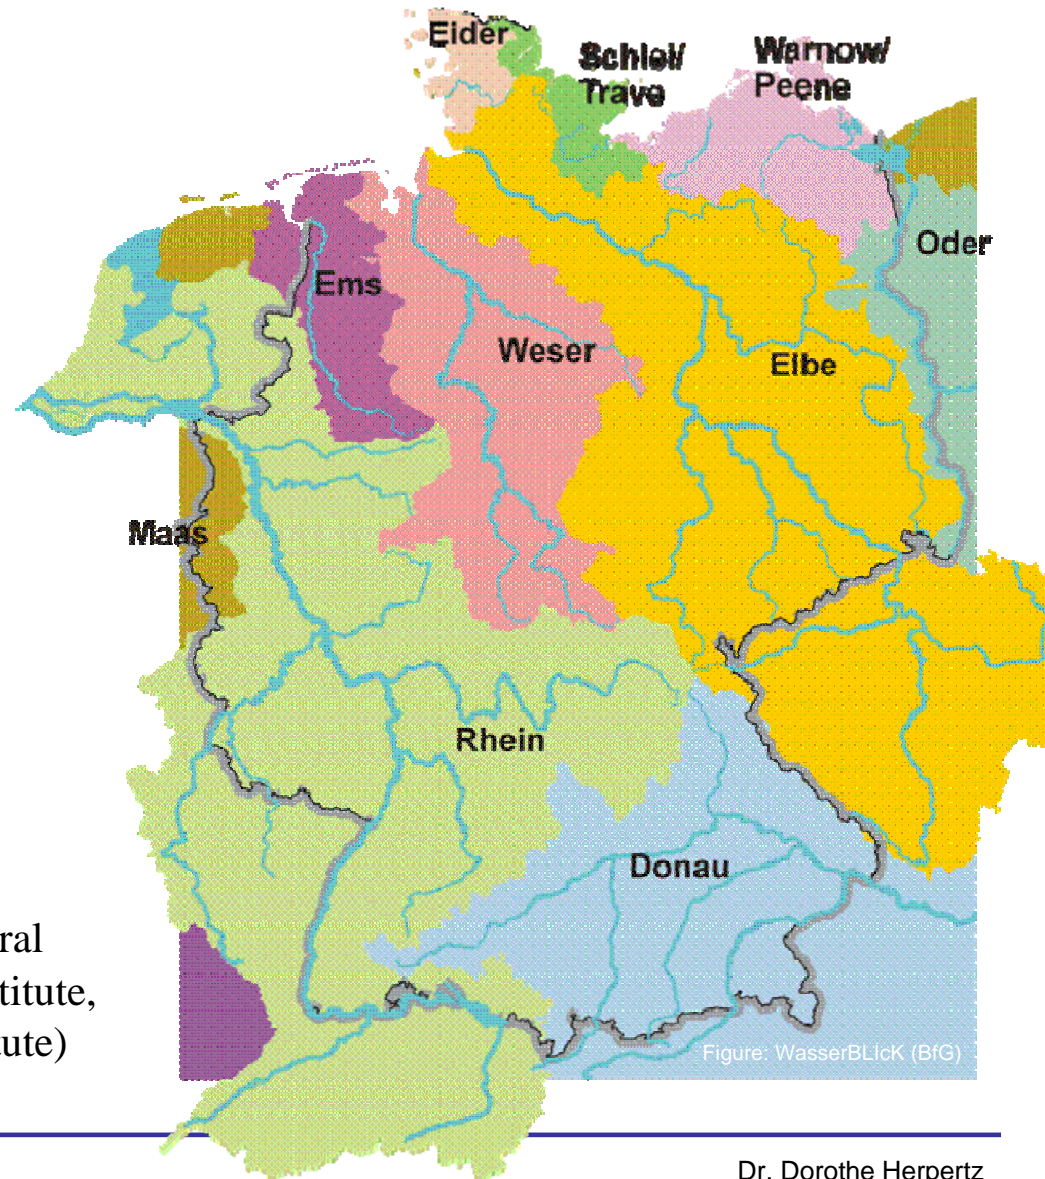 Eider
Schlei/
Trave
Warnow/
Peene
Oder
Ems
Weser
Elbe
Maas
Rhein
Donau
ral
titute,
ute)
Figure: WasserBLIcK (BfG)
Dr. Dorothe Herpertz